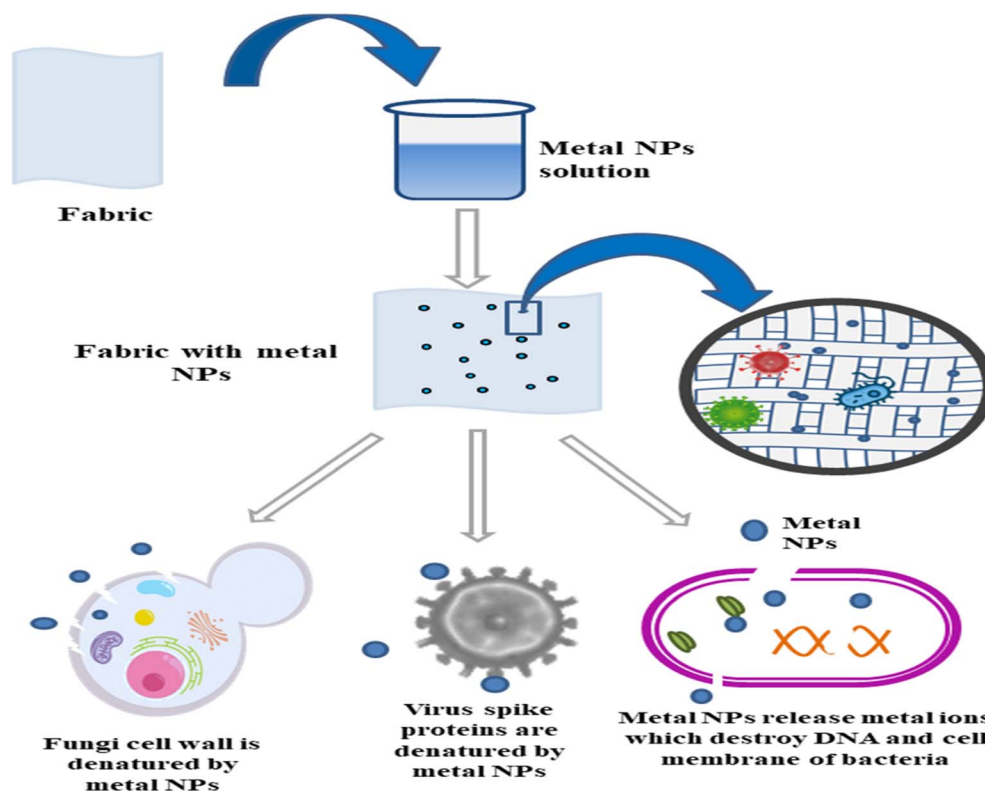 Fabric
Metal NPs
solution
Fabric with metal
NPs
Metal
NPs
Fungi cell wall is
denatured by
metal NPs
Virus spike
proteins are
denatured by
metal NPs
Metal NPs release metal ions
which destroy DNA and cell
membrane of bacteria